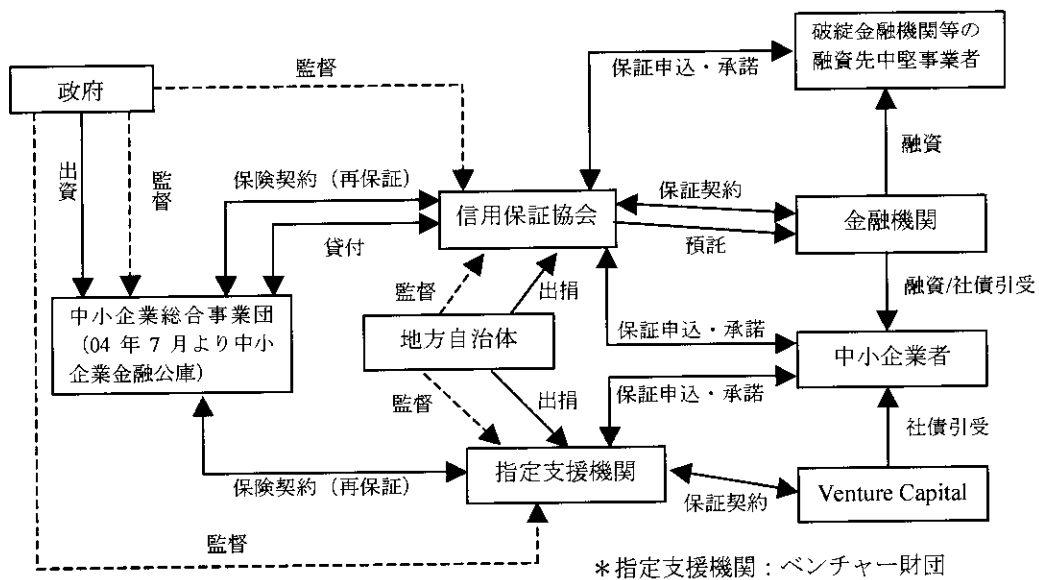 破綻金融機関等の
融資先中堅事業者
監督
保証申込・承諾
政府
融資
出資
監督
保険契約（再保証）
保証契約
信用保証協会
金融機関
貸付
預託
監督
出捐
融資/社債引受
中小企業総合事業団
（04 年 7 月より中小
企業金融公庫）
地方自治体
保証申込・承諾
中小企業者
監督
出捐
保証申込・承諾
社債引受
指定支援機関
保険契約（再保証）
保証契約
Venture Capital
監督
＊指定支援機関：ベンチャー財団